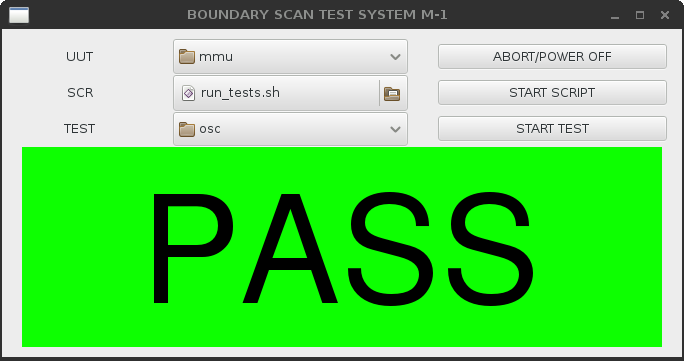 BOUNDARY SCAN TEST SYSTEM M-1
UUT mmu ABORT/POWER OFF
SCR run_tests.sh START SCRIPT
TEST osc START TEST
PASS